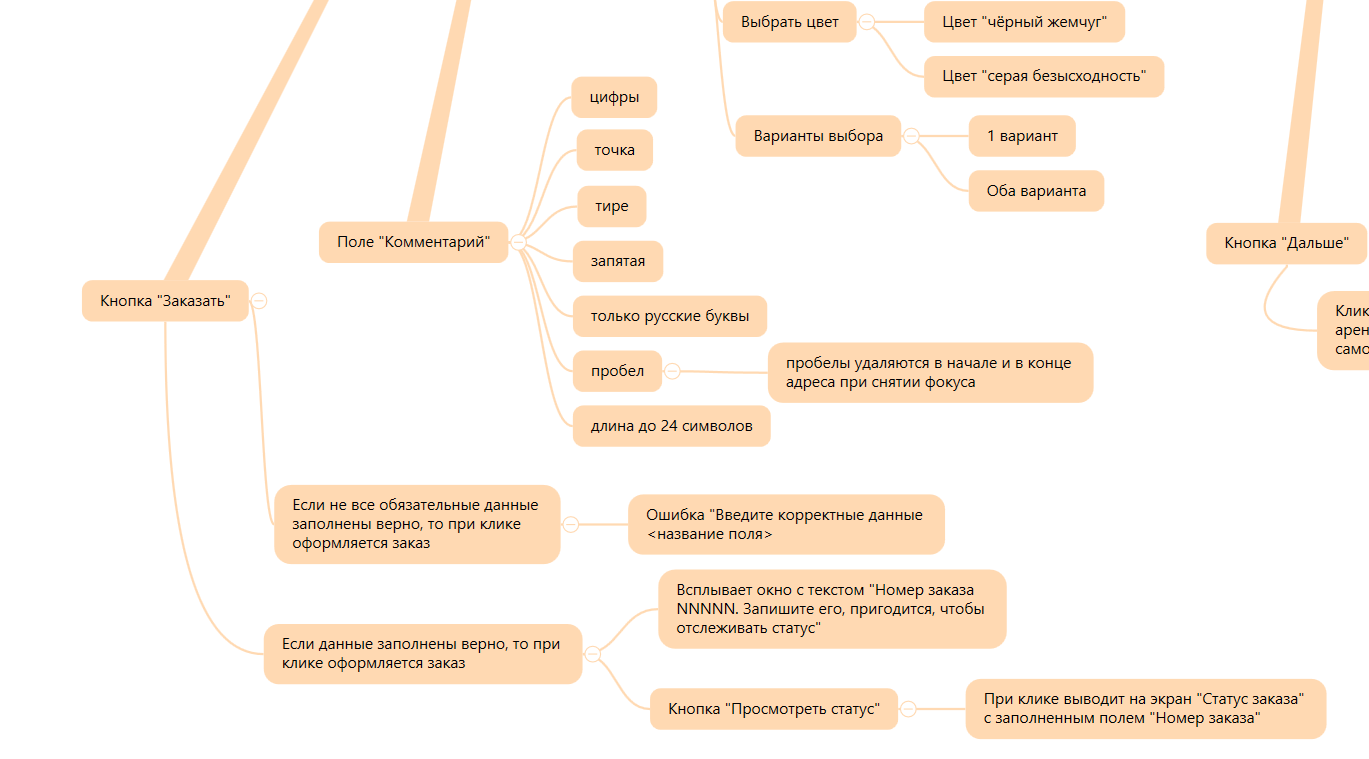 Выбрать цвет
Цвет "чёрный жемчуг"
Цвет "серая безысходность"
Варианты выбора
1 вариант
Оба варианта
цифры
точка
тире
Поле "Комментарий"
запятая
только русские буквы
пробел
пробелы удаляются в начале и в конце
адреса при снятии фокуса
длина до 24 символов
Кнопка "Дальше"
Кнопка "Заказать"
Если не все обязательные данные
заполнены верно, то при клике
оформляется заказ
Ошибка "Введите корректные данные
<название поля>
Если данные заполнены верно, то при
клике оформляется заказ
Всплывает окно с текстом "Номер заказа
NNNNN. Запишите его, пригодится, чтобы
отслеживать статус"
Кнопка "Просмотреть статус"
При клике выводит на экран "Статус заказа"
с заполненным полем "Номер заказа"